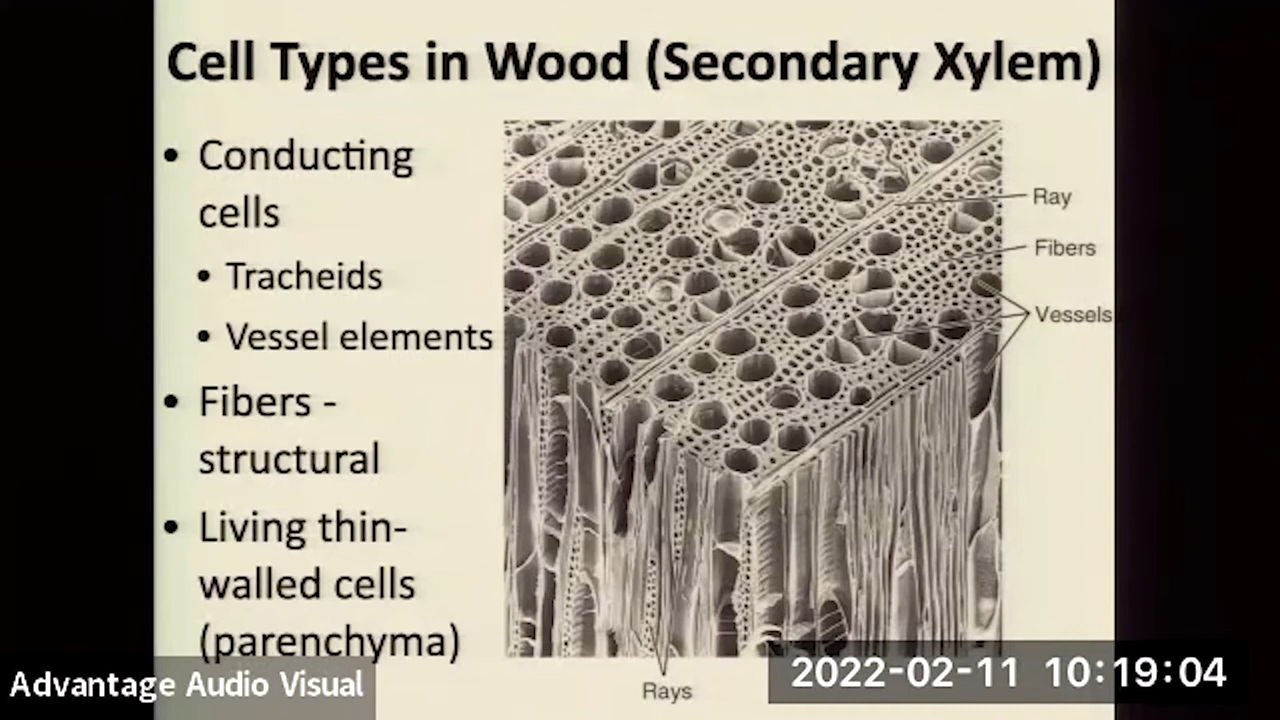 Cell Types in Wood (Secondary Xylem)
• Conducting
cells
• Tracheids
• Vessel elements
• Fibers -
structural
• Living thin-
walled cells
(parenchyma)
Ray
Fibers
Vessels
Rays
Advantage Audio Visual
2022-02-11 10:19:04